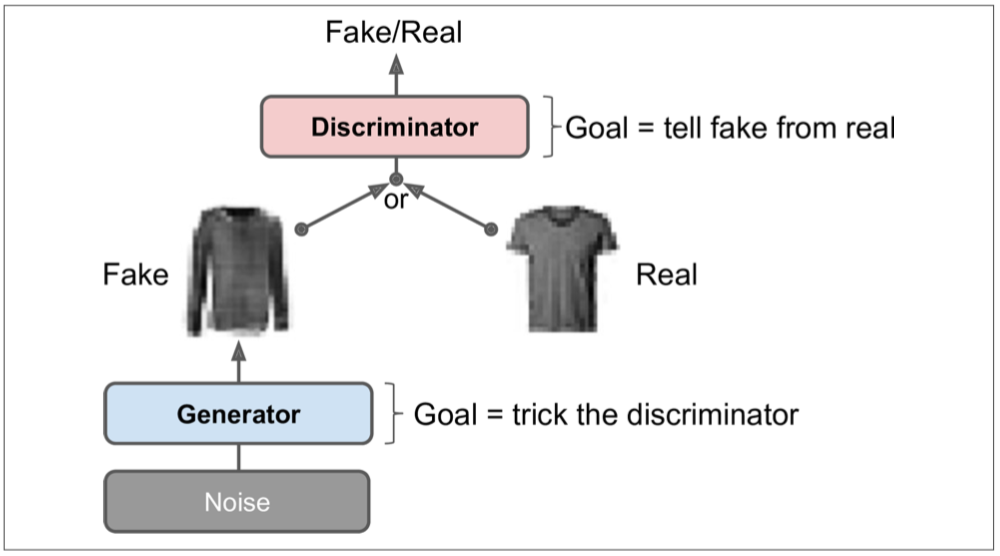 Fake/Real
Discriminator
Goal = tell fake from real
or
Fake
Real
Generator
Goal = trick the discriminator
Noise